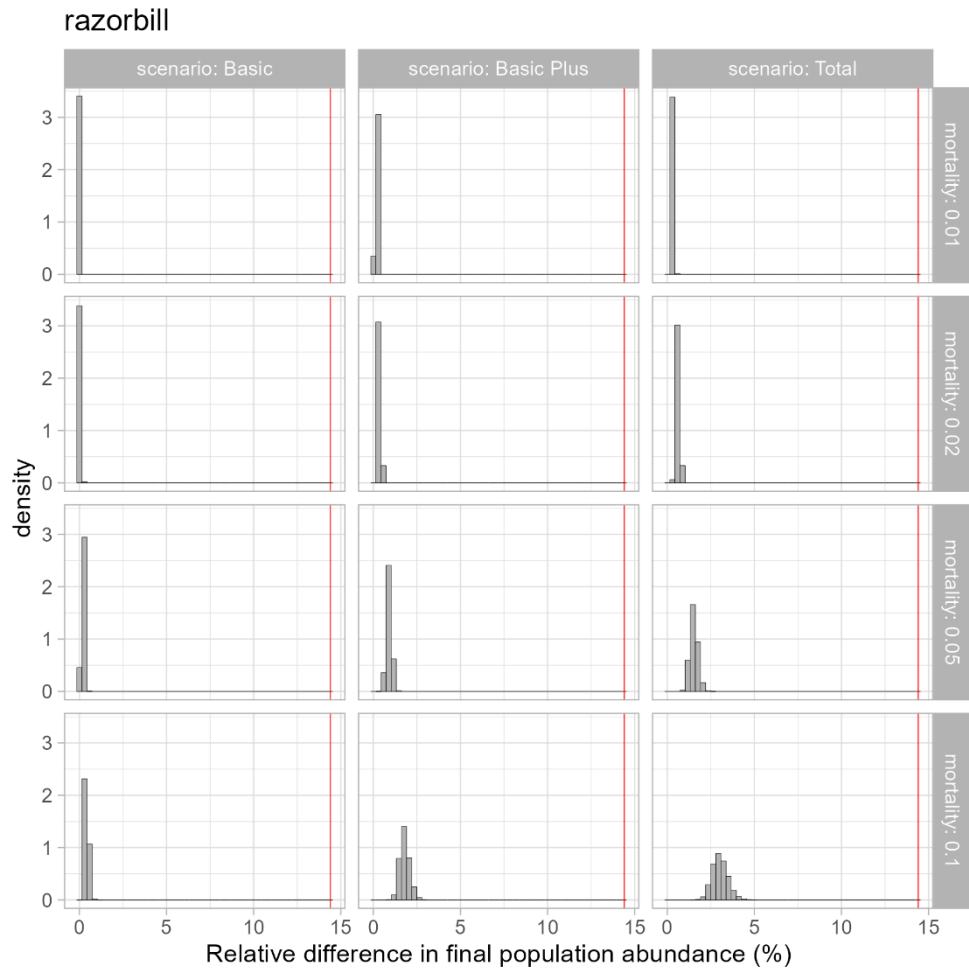 razorbill
scenario: Basic
scenario: Basic Plus
scenario: Total
3
2
1
0
mortality: 0.01
3
2
1
0
mortality: 0.02
3
2
1
0
mortality: 0.05
3
2
1
0
mortality: 0.1
density
0 5 10 15
0 5 10 15
0 5 10 15
Relative difference in final population abundance (%)